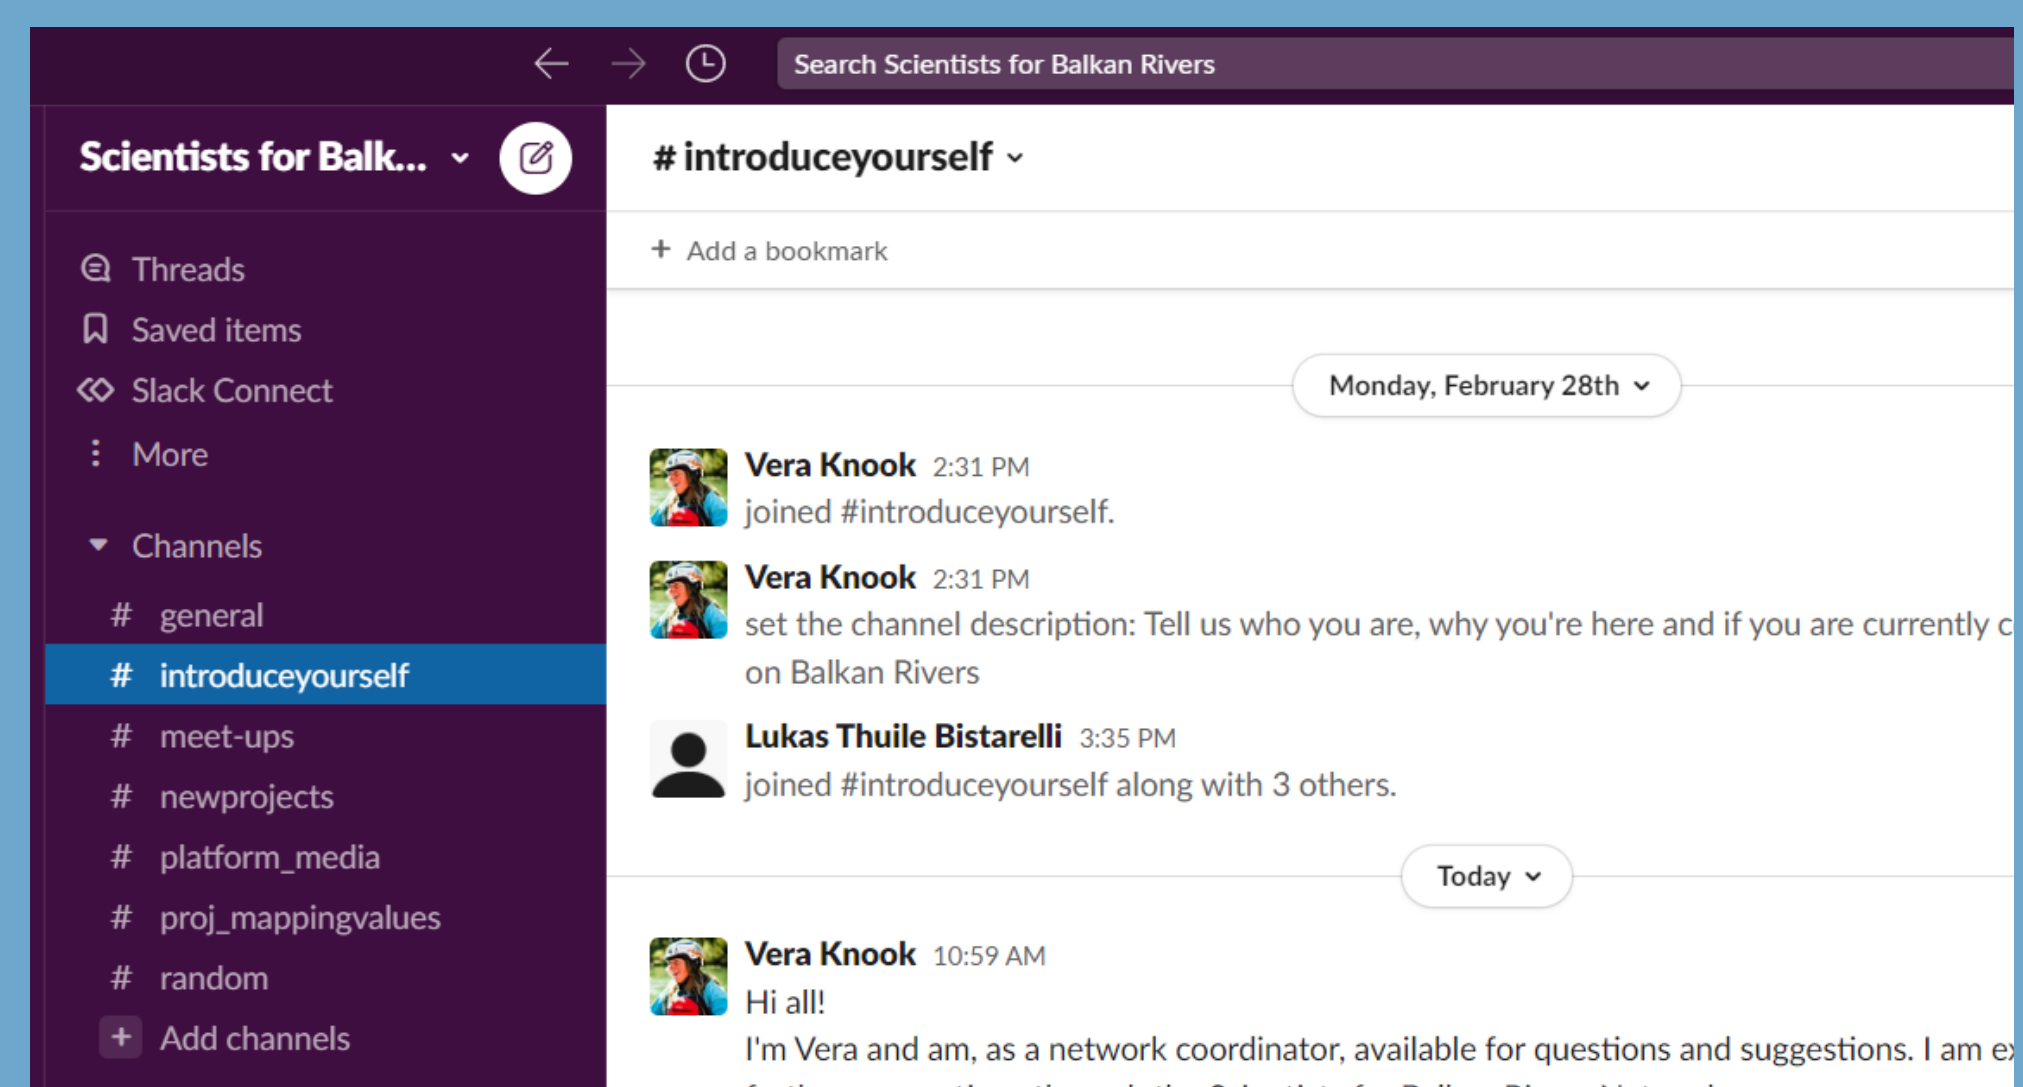 Search Scientists for Balkan Rivers
Scientists for Balk...
# introduceyourself
+ Add a bookmark
Threads
Saved items
Slack Connect
More
Channels
# general
# introduceyourself
# meet-ups
# newprojects
# platform_media
# proj_mappingvalues
# random
+ Add channels
Monday, February 28th
Vera Knook 2:31 PM
joined #introduceyourself.
Vera Knook 2:31 PM
set the channel description: Tell us who you are, why you're here and if you are currently
on Balkan Rivers
Lukas Thuile Bistarelli 3:35 PM
joined #introduceyourself along with 3 others.
Today
Vera Knook 10:59 AM
Hi all!
I'm Vera and am, as a network coordinator, available for questions and suggestions. I am